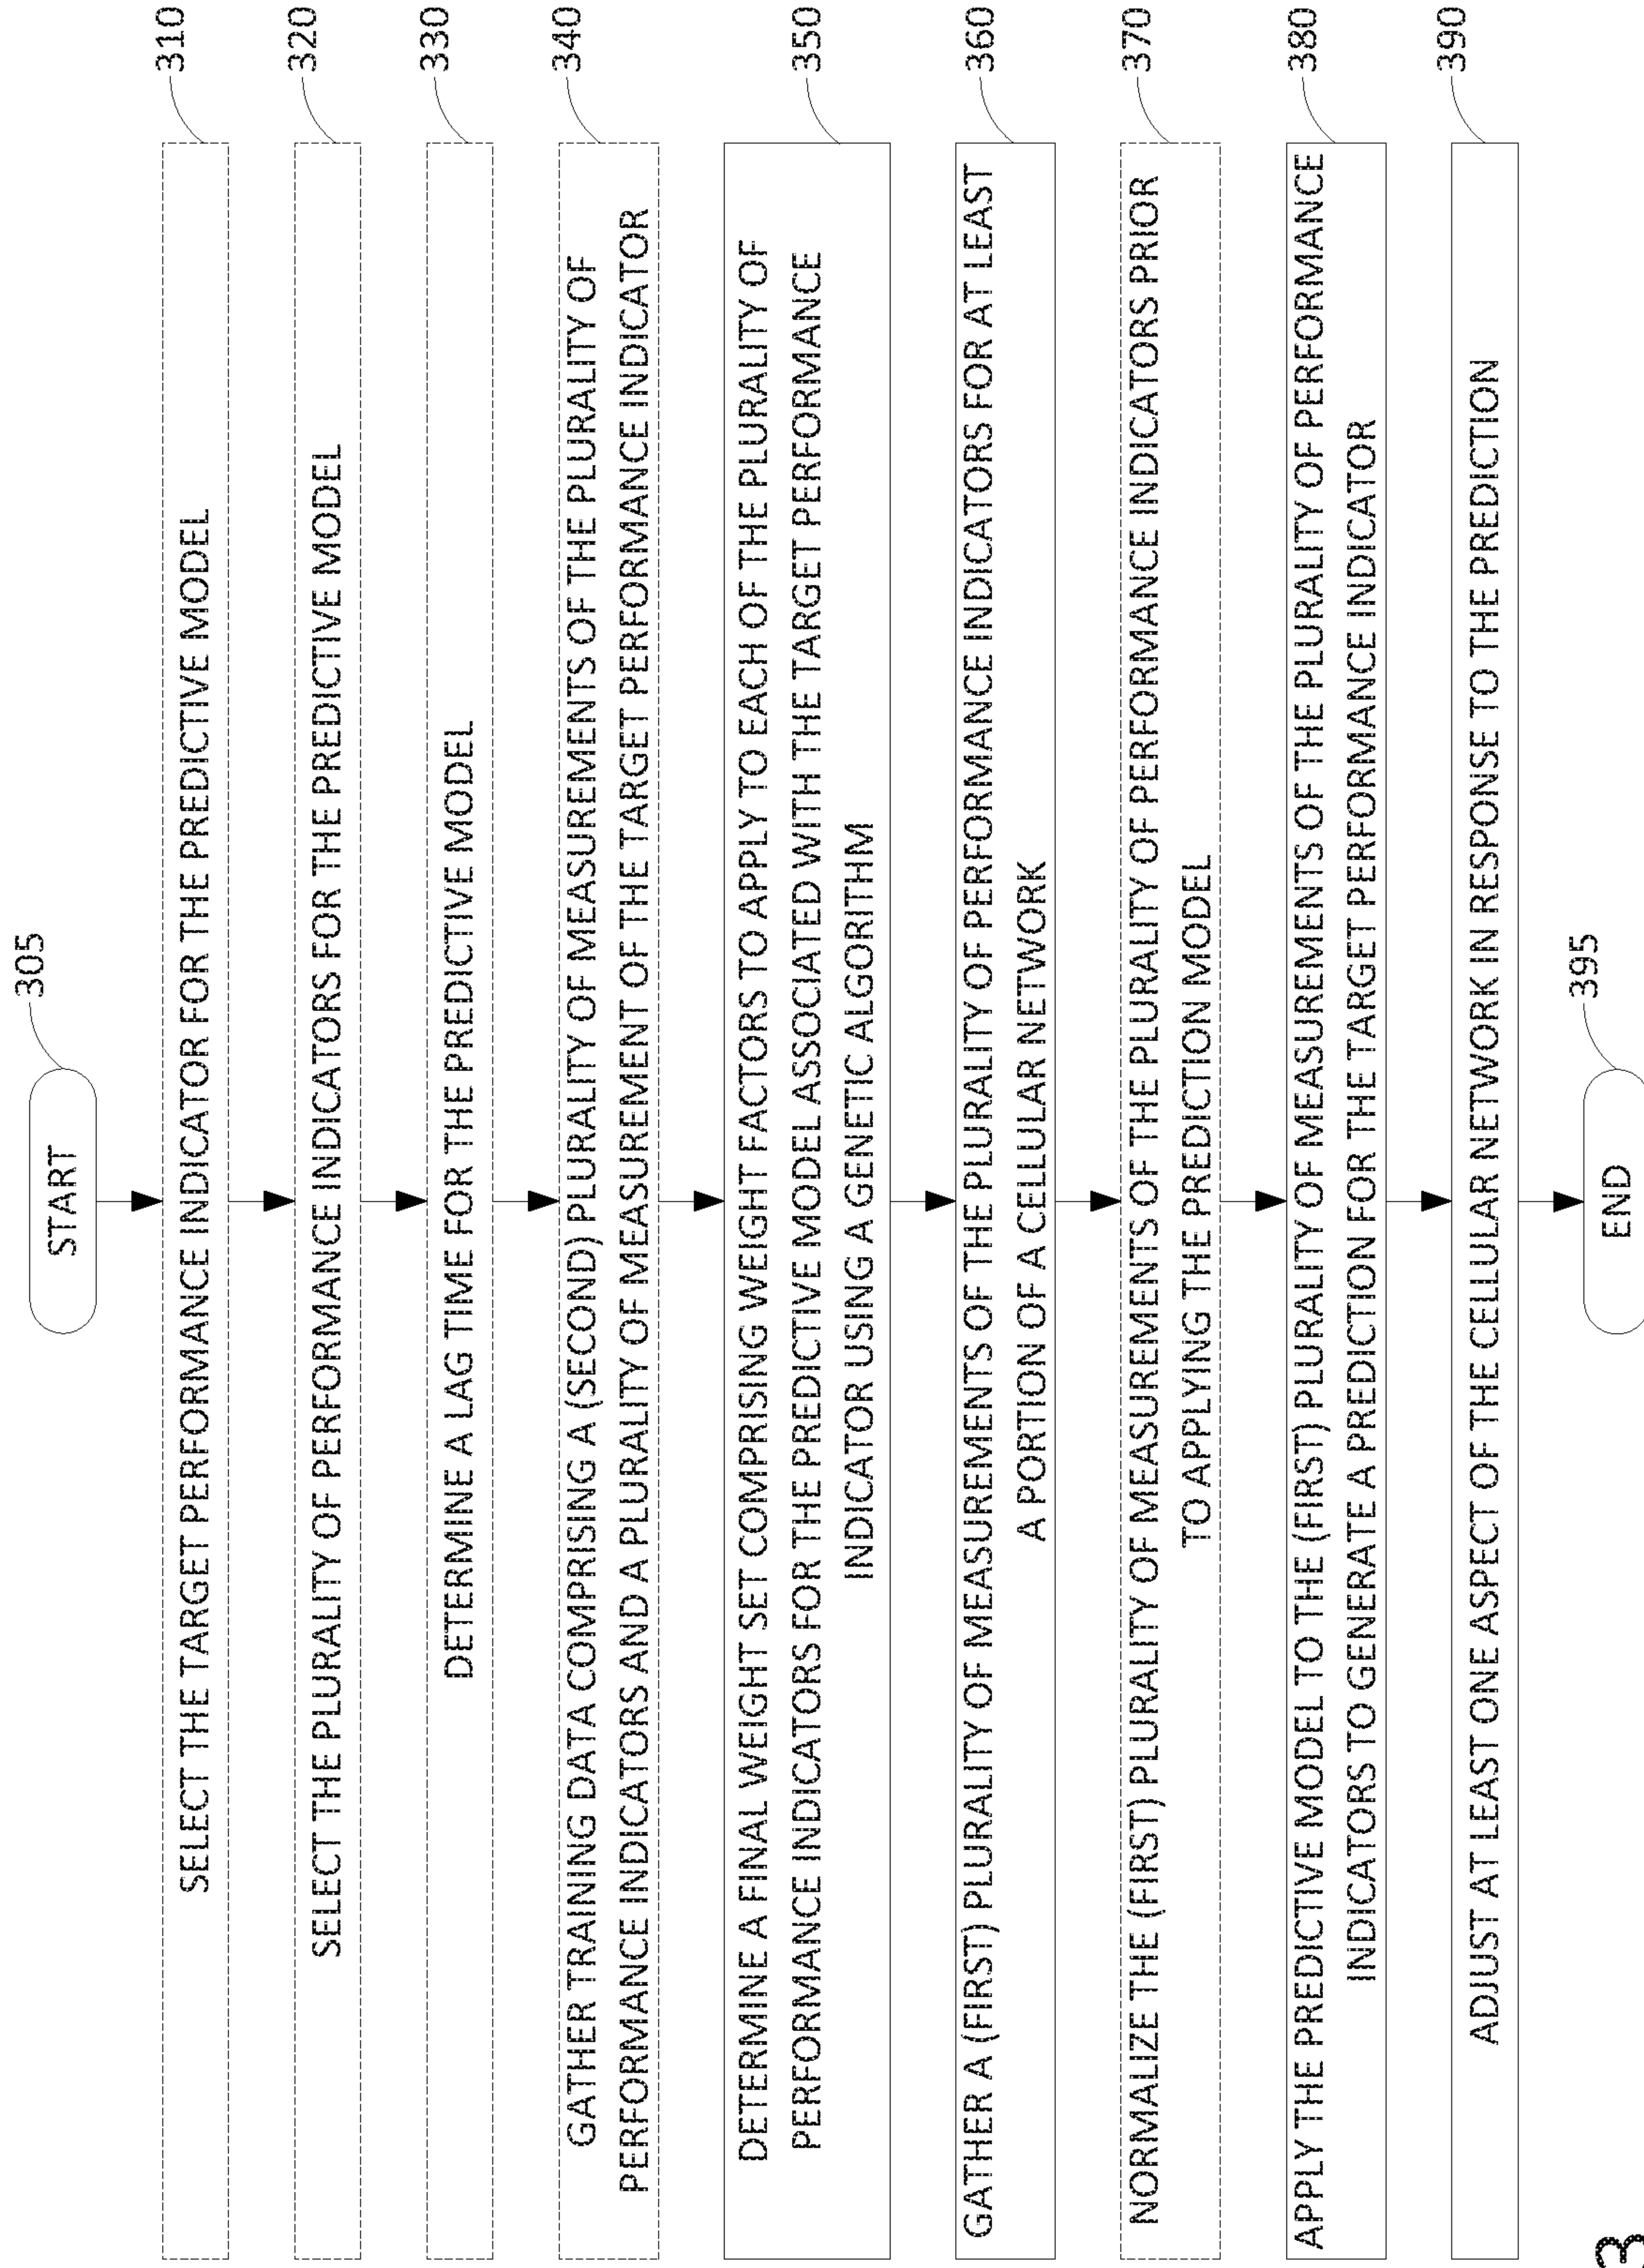 305
START
310
SELECT THE TARGET PERFORMANCE INDICATOR FOR THE PREDICTIVE MODEL
320
SELECT THE PLURALITY OF PERFORMANCE INDICATORS FOR THE PREDICTIVE MODEL
330
DETERMINE A LAG TIME FOR THE PREDICTIVE MODEL
340
GATHER TRAINING DATA COMPRISING A (SECOND) PLURALITY OF MEASUREMENTS OF THE PLURALITY OF
PERFORMANCE INDICATORS AND A PLURALITY OF MEASUREMENT OF THE TARGET PERFORMANCE INDICATOR
350
DETERMINE A FINAL WEIGHT SET COMPRISING WEIGHT FACTORS TO APPLY TO EACH OF THE PLURALITY OF
PERFORMANCE INDICATORS FOR THE PREDICTIVE MODEL ASSOCIATED WITH THE TARGET PERFORMANCE
INDICATOR USING A GENETIC ALGORITHM
360
GATHER A (FIRST) PLURALITY OF MEASUREMENTS OF THE PLURALITY OF PERFORMANCE INDICATORS FOR AT LEAST
A PORTION OF A CELLULAR NETWORK
370
NORMALIZE THE (FIRST) PLURALITY OF MEASUREMENTS OF THE PLURALITY OF PERFORMANCE INDICATORS PRIOR
TO APPLYING THE PREDICTION MODEL
380
APPLY THE PREDICTIVE MODEL TO THE (FIRST) PLURALITY OF MEASUREMENTS OF THE PLURALITY OF PERFORMANCE
INDICATORS TO GENERATE A PREDICTION FOR THE TARGET PERFORMANCE INDICATOR
390
ADJUST AT LEAST ONE ASPECT OF THE CELLULAR NETWORK IN RESPONSE TO THE PREDICTION
395
END
3